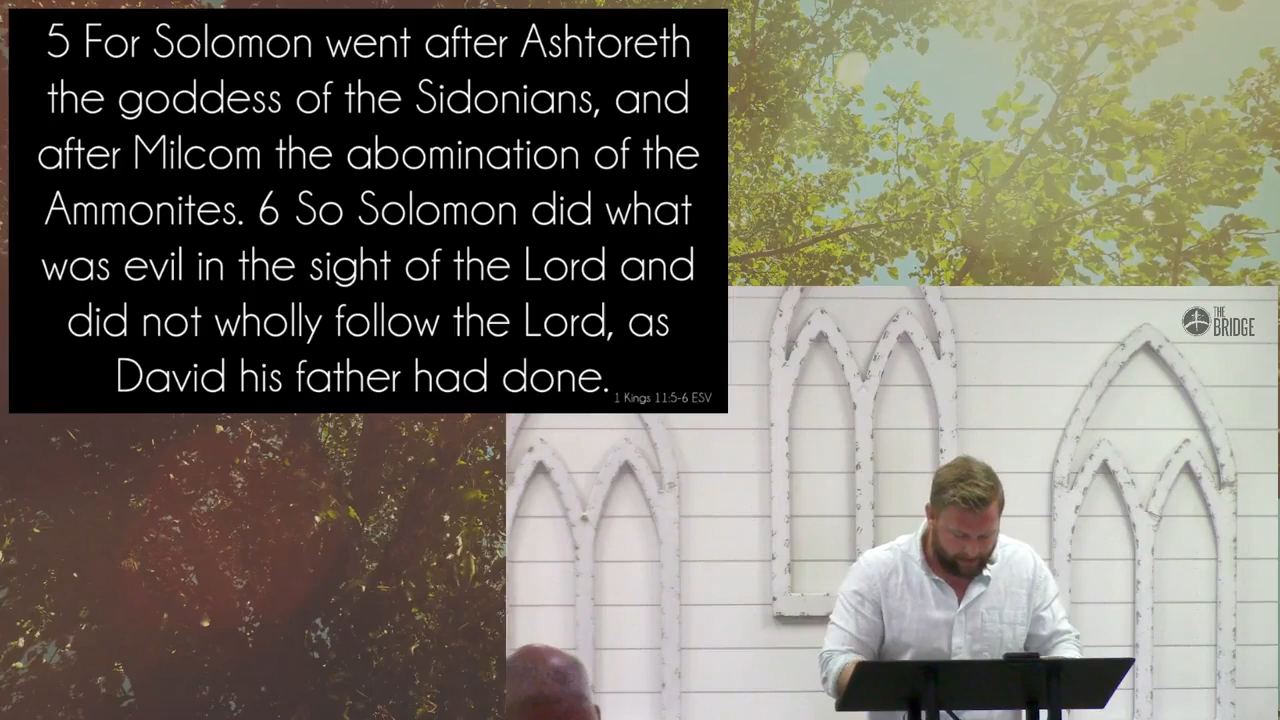 5 For Solomon went after Ashtoreth
the goddess of the Sidonians, and
after Milcom the abomination of the
Ammonites. 6 So Solomon did what
was evil in the sight of the Lord and
did not wholly follow the Lord, as
David his father had done.
1 Kings 11:5-6 ESV
THE
BRIDGE